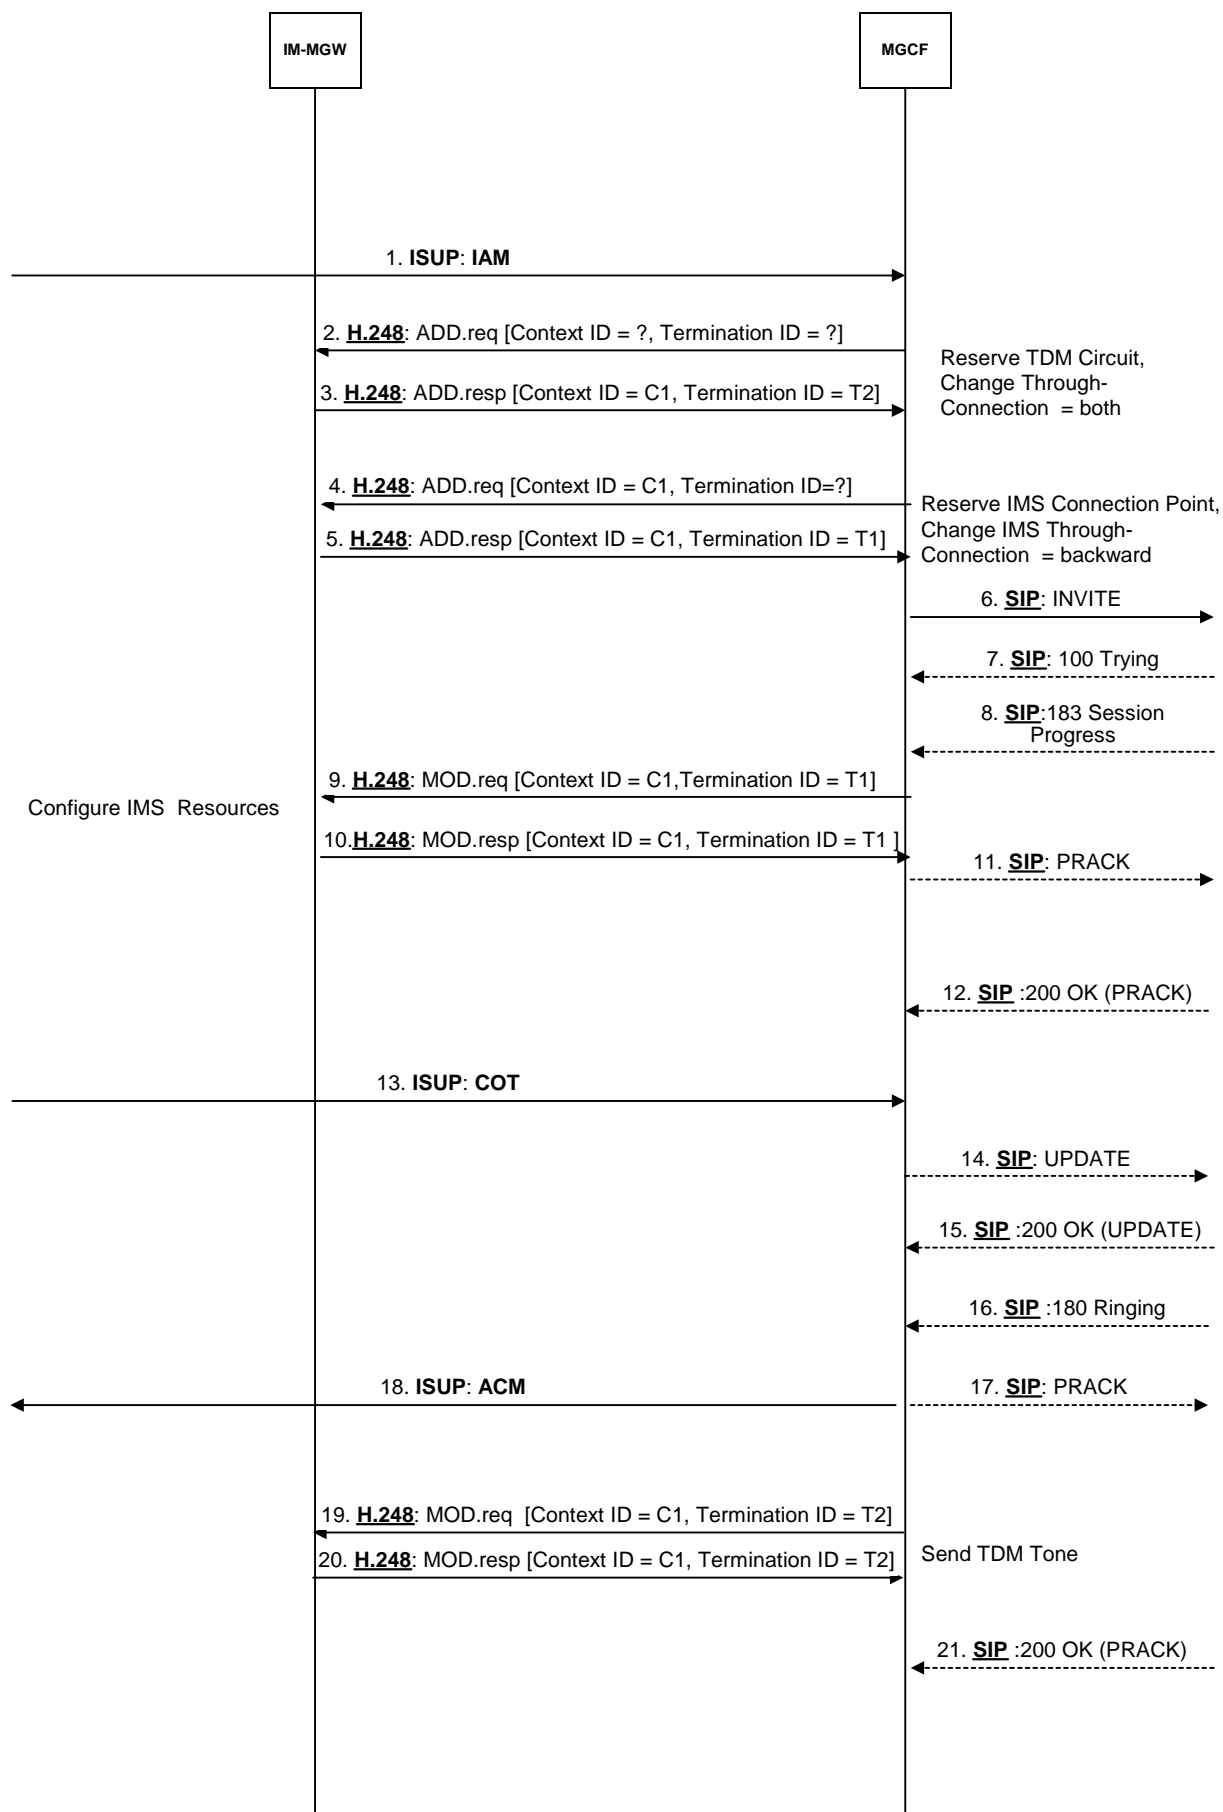 IM-MGW
MGCF
1. ISUP: IAM
2. H.248: ADD.req [Context ID = ?, Termination ID = ?]
3. H.248: ADD.resp [Context ID = C1, Termination ID = T2]
Reserve TDM Circuit,
Change Through-
Connection  = both
4. H.248: ADD.req [Context ID = C1, Termination ID=?]
5. H.248: ADD.resp [Context ID = C1, Termination ID = T1]
Reserve IMS Connection Point,
Change IMS Through-
Connection  = backward
6. SIP: INVITE
7. SIP: 100 Trying
8. SIP:183 Session
Progress
9. H.248: MOD.req [Context ID = C1,Termination ID = T1]
Configure IMS  Resources
10.H.248: MOD.resp [Context ID = C1, Termination ID = T1 ]
11. SIP: PRACK
12. SIP :200 OK (PRACK)
13. ISUP: COT
14. SIP: UPDATE
15. SIP :200 OK (UPDATE)
16. SIP :180 Ringing
18. ISUP: ACM
17. SIP: PRACK
19. H.248: MOD.req  [Context ID = C1, Termination ID = T2]
20. H.248: MOD.resp [Context ID = C1, Termination ID = T2]
Send TDM Tone
21. SIP :200 OK (PRACK)